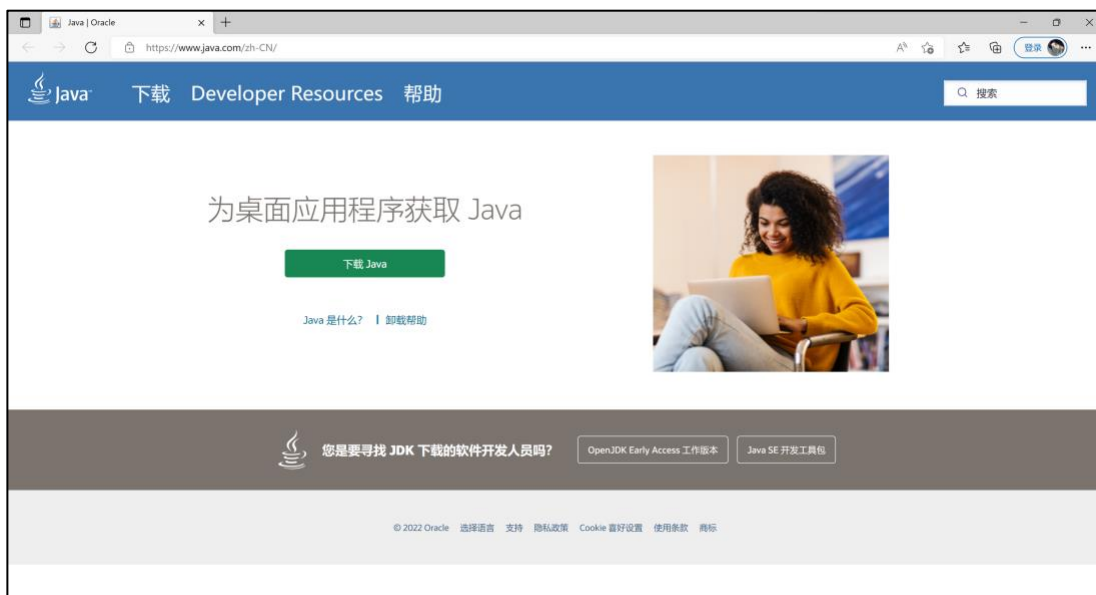 Java | Oracle
https://www.java.com/zh-CN/
登录
Java 下载 Developer Resources 帮助 搜索
为桌面应用程序获取 Java
下载 Java
Java 是什么? | 卸载帮助
您是要寻找 JDK 下载的软件开发人员吗? OpenJDK Early Access 工作版本 Java SE 开发工具包
© 2022 Oracle 选择语言 支持 隐私政策 Cookie 喜好设置 使用条款 商标